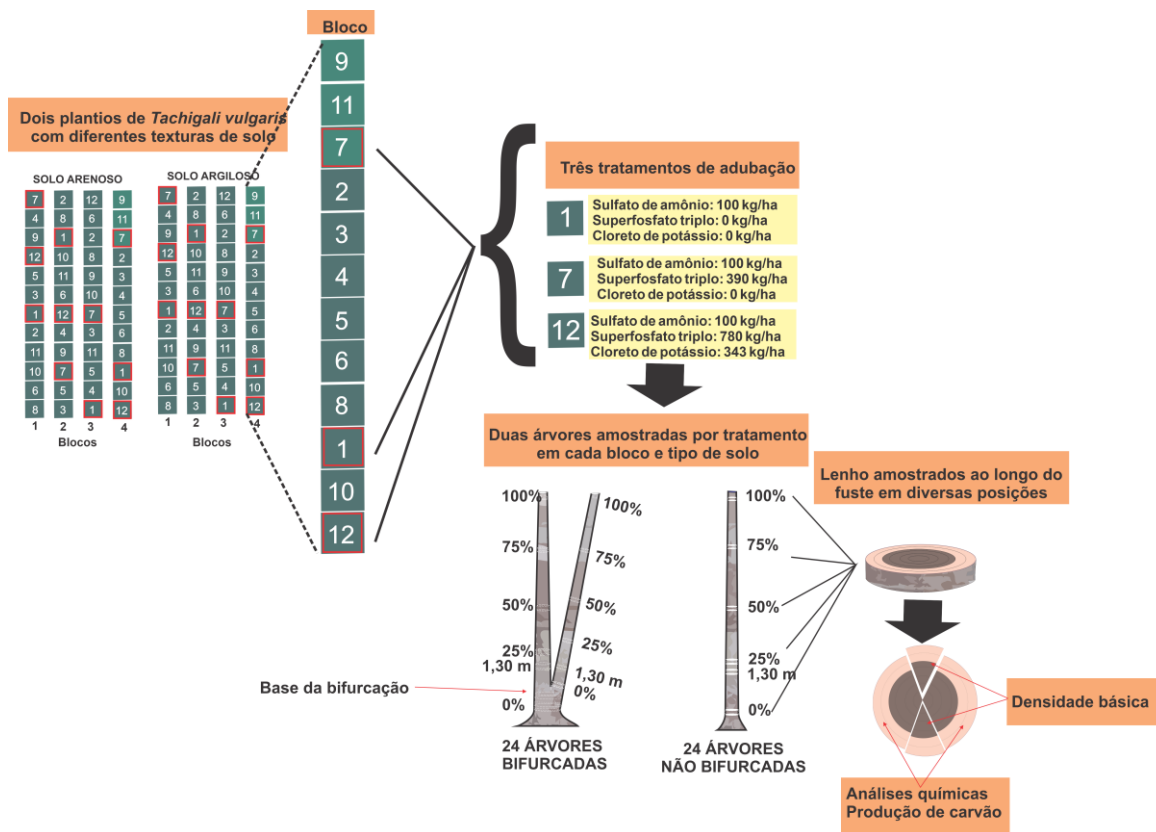 Bloco
9
11
7
2
3
4
5
6
8
1
10
12
Dois plantios de Tachigali vulgaris
com diferentes texturas de solo
SOLO ARENOSO
7 2 12 9
4 8 6 11
9 1 2 7
12 10 8 2
5 11 9 3
3 6 10 4
1 12 7 5
2 4 3 6
11 9 11 8
10 7 5 1
6 5 4 10
8 3 1 12
1 2 3 4
Blocos
SOLO ARGILOSO
7 2 12 9
4 8 6 11
9 1 2 7
12 10 8 2
5 11 9 3
3 6 10 4
1 12 7 5
2 4 3 6
11 9 11 8
10 7 5 1
6 5 4 10
8 3 1 12
1 2 3 4
Blocos
Três tratamentos de adubação
1
Sulfato de amônio: 100 kg/ha
Superfosfato triplo: 0 kg/ha
Cloreto de potássio: 0 kg/ha
7
Sulfato de amônio: 100 kg/ha
Superfosfato triplo: 390 kg/ha
Cloreto de potássio: 0 kg/ha
12
Sulfato de amônio: 100 kg/ha
Superfosfato triplo: 780 kg/ha
Cloreto de potássio: 343 kg/ha
Duas árvores amostradas por tratamento
em cada bloco e tipo de solo
100%
75%
50%
25%
1,30 m
0%
100%
75%
50%
25%
1,30 m
0%
Base da bifurcação
24 ÁRVORES
BIFURCADAS
100%
75%
50%
25%
1,30 m
0%
24 ÁRVORES
NÃO BIFURCADAS
Lenho amostrados ao longo do
fuste em diversas posições
Densidade básica
Análises químicas
Produção de carvão